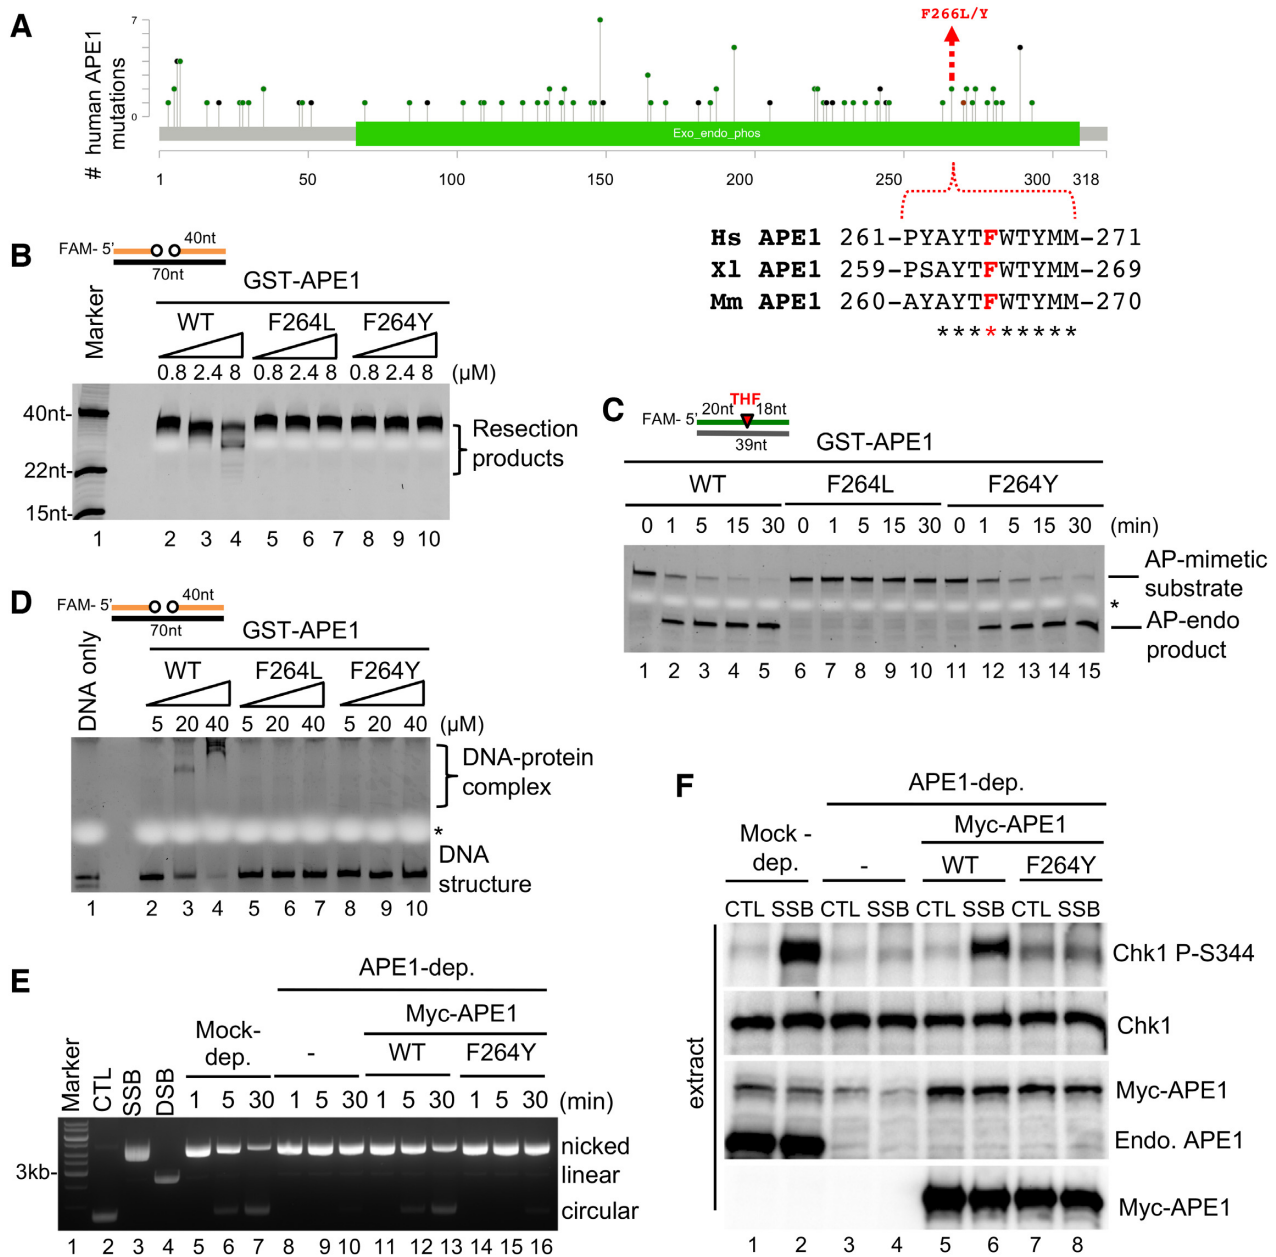 A
# human APE1
mutations
7
0
F266L/Y
Exo_endo_phos
1 50 100 150 200 250 300 318
Hs APE1 261-PYAYTFWTYMM-271
Xl APE1 259-PSAYTFWTYMM-269
Mm APE1 260-AYAYTFWTYMM-270
*********
B
FAM- 5' 40nt
70nt
GST-APE1
Marker
WT F264L F264Y
0.8 2.4 8 0.8 2.4 8 0.8 2.4 8 (µM)
40nt-
22nt-
15nt-
Resection
products
1 2 3 4 5 6 7 8 9 10
C
THF
FAM- 5' 20nt 18nt
39nt
GST-APE1
WT F264L F264Y
0 1 5 15 30 0 1 5 15 30 0 1 5 15 30 (min)
AP-mimetic
substrate
*
AP-endo
product
1 2 3 4 5 6 7 8 9 10 11 12 13 14 15
D
FAM- 5' 40nt
70nt
GST-APE1
DNA only
WT F264L F264Y
5 20 40 5 20 40 5 20 40 (µM)
DNA-protein
complex
*
DNA
structure
1 2 3 4 5 6 7 8 9 10
E
APE1-dep.
Myc-APE1
Mock-
dep.
- WT F264Y
Marker CTL SSB DSB 1 5 30 1 5 30 1 5 30 1 5 30 (min)
nicked
3kb-
linear
circular
1 2 3 4 5 6 7 8 9 10 11 12 13 14 15 16
F
APE1-dep.
Myc-APE1
Mock -
dep.
- WT F264Y
CTL SSB CTL SSB CTL SSB CTL SSB
extract
Chk1 P-S344
Chk1
Myc-APE1
Endo. APE1
Myc-APE1
1 2 3 4 5 6 7 8